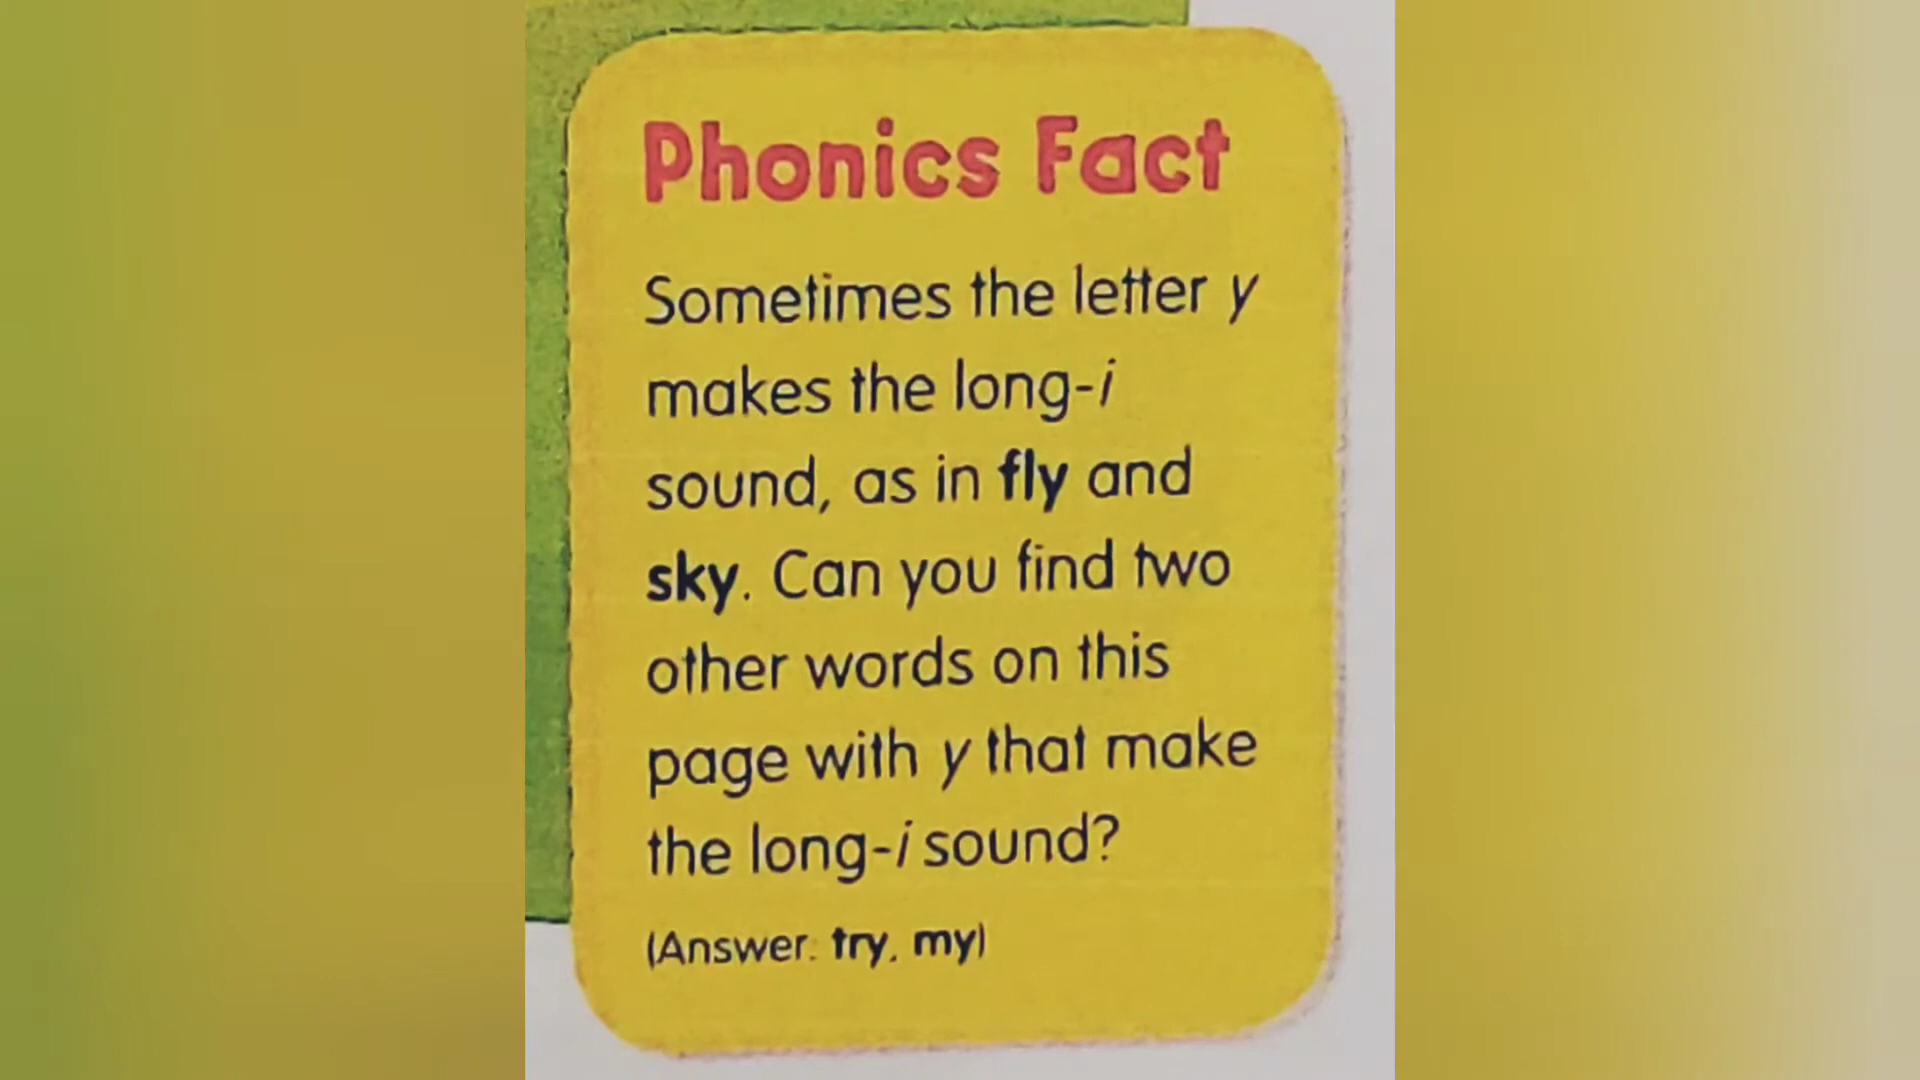 Phonics Fact
Sometimes the letter y
makes the long-i
sound, as in fly and
sky. Can you find two
other words on this
page with y that make
the long-i sound?
(Answer: try, my)